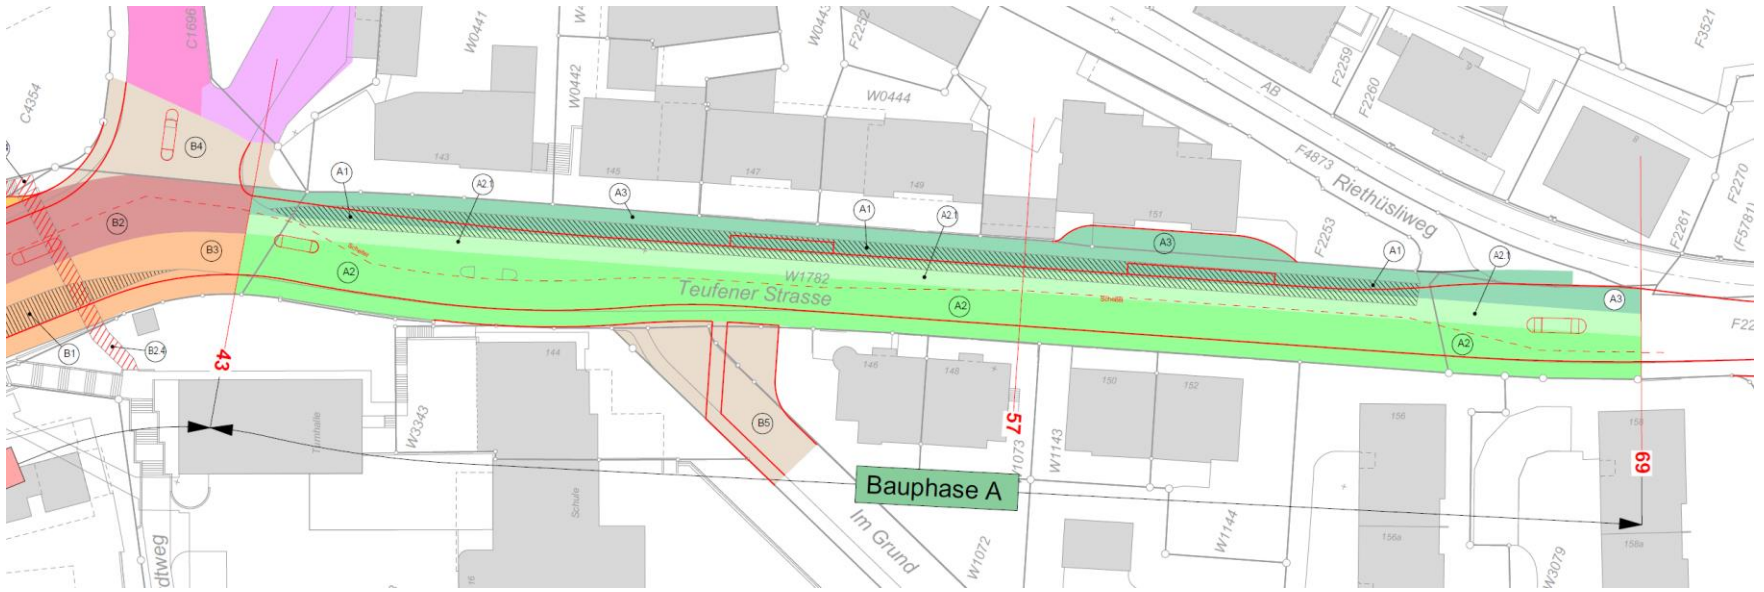 C1696
W0441
W0442
W0443
F2252
F2259
F3521
F2260
AB
C4354
B4
W0444
F4873
F2270
(F5781)
143
145
147
149
151
A1
A2.1
A3
A1
A2.1
A3
A1
A2.1
A3
Riethüsliweg
F2253
F2261
B2
B3
W1782
Teufener Strasse
A2
A2
A2
B1
B2.4
43
57
69
144
146
148
150
152
156
158
Turnhalle
W3343
B5
W1073
W1143
Bauphase A
Schule
Im Grund
W1072
W1144
156a
158a
W3079
16
dtweg